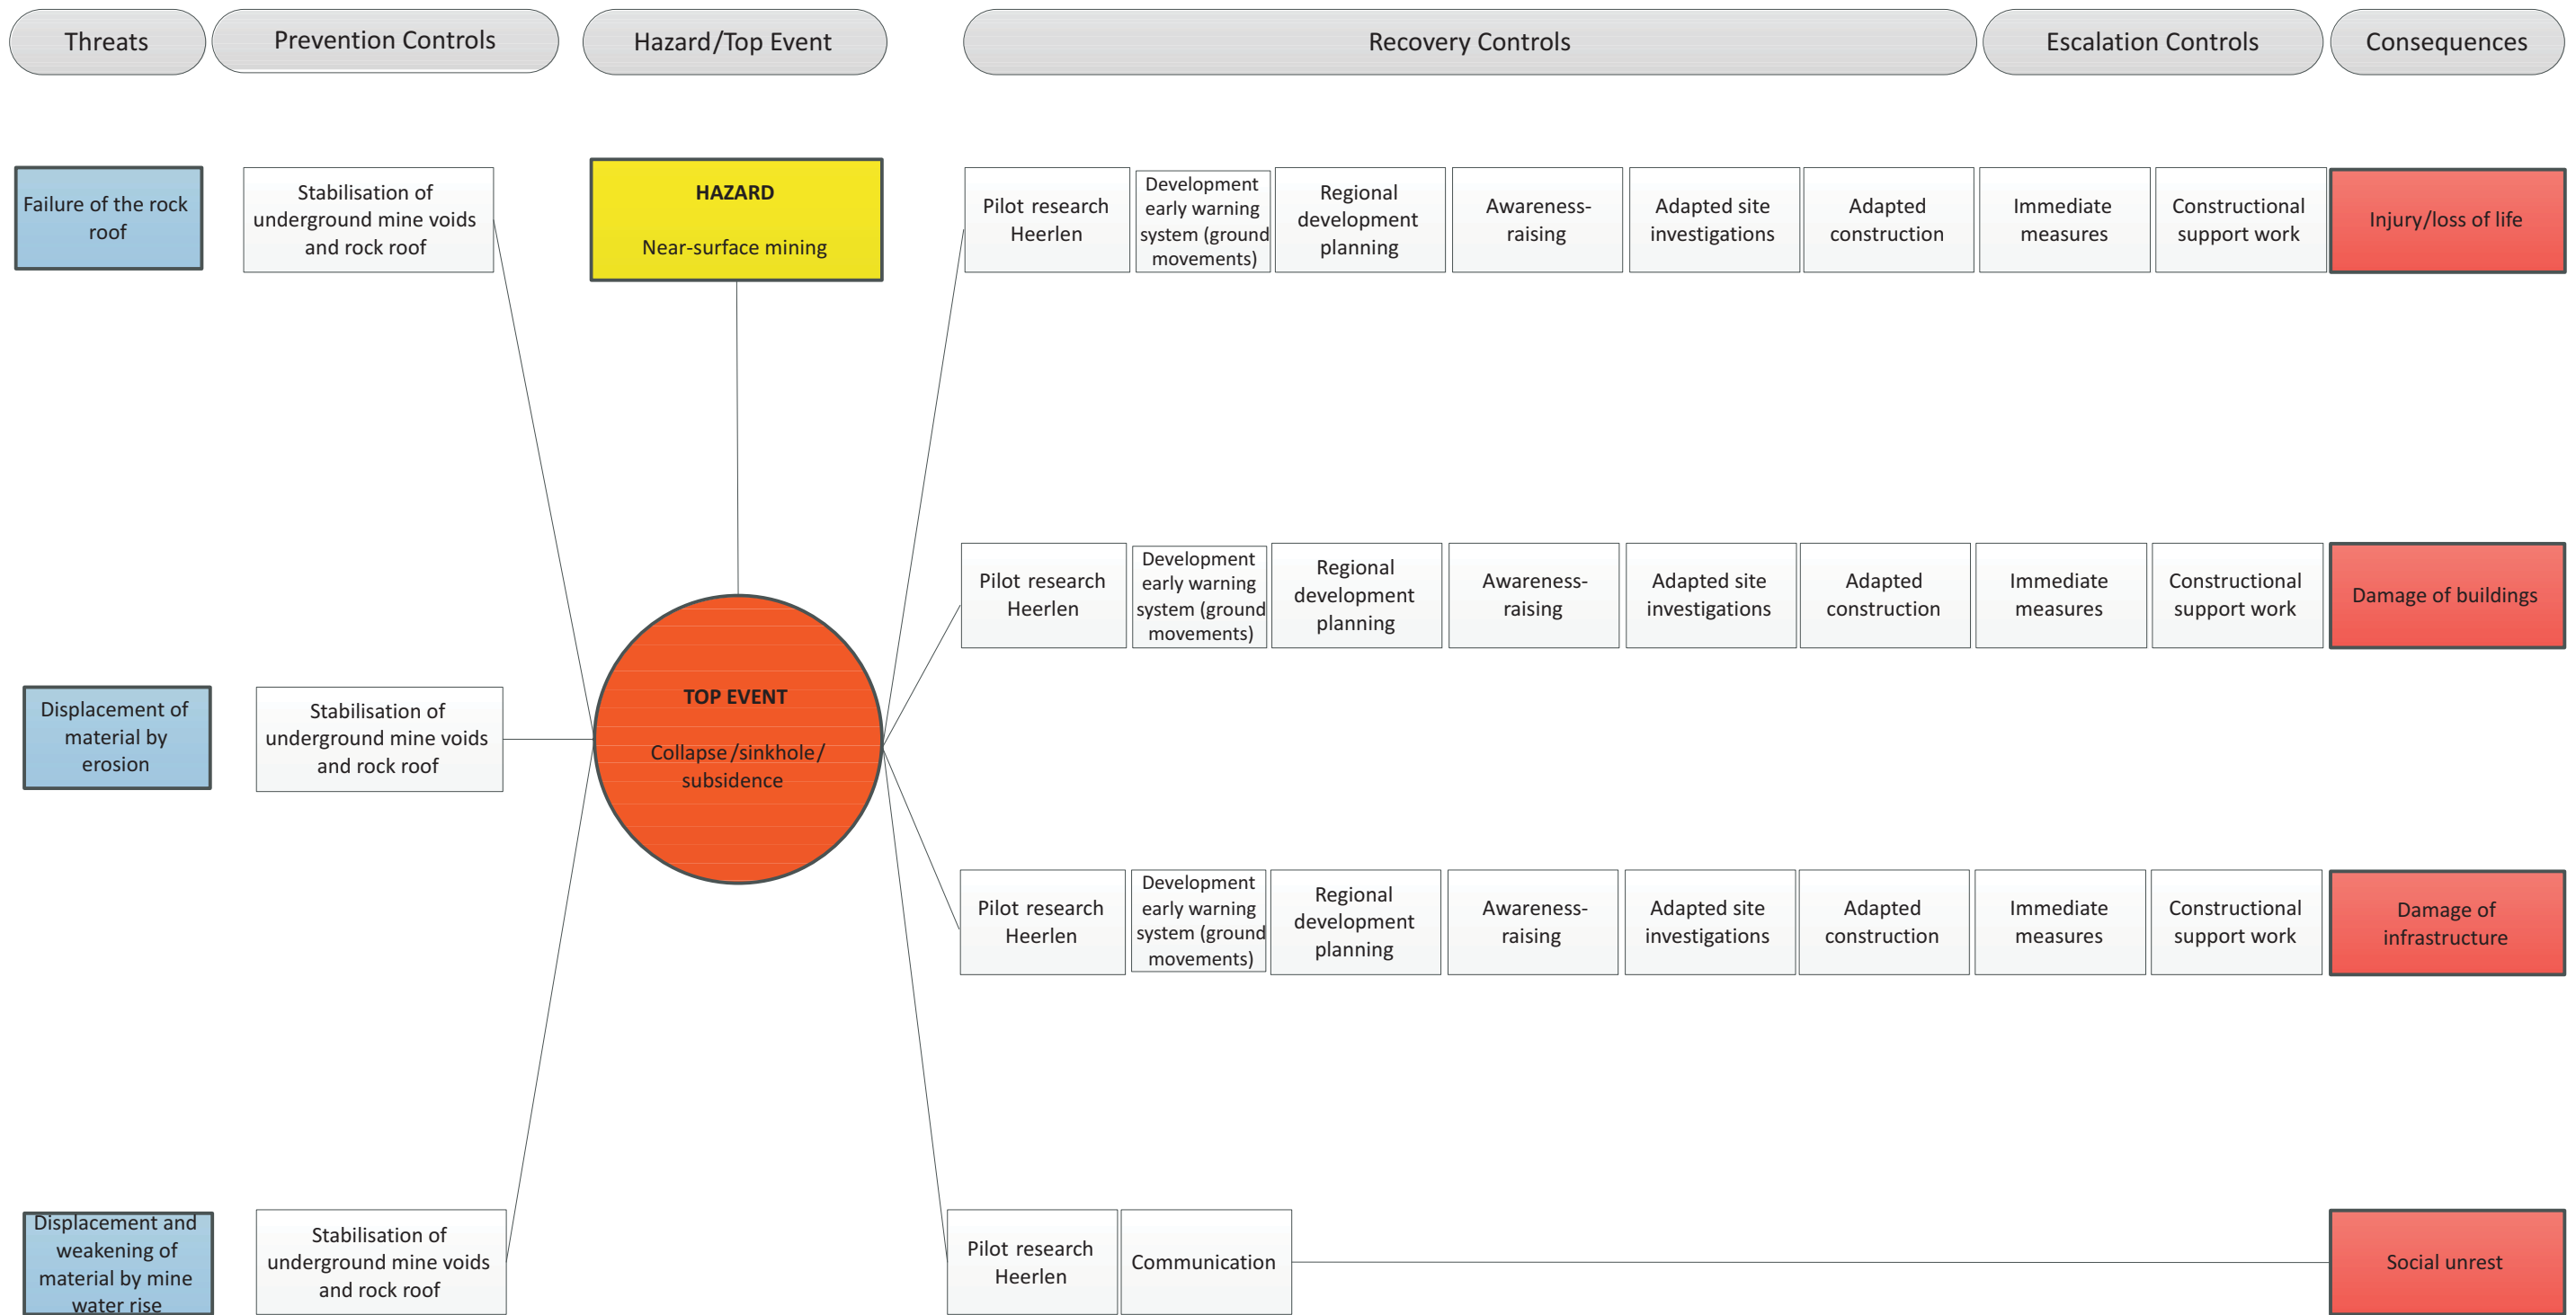 Threats
Prevention Controls
Hazard/Top Event
Recovery Controls
Escalation Controls
Consequences
Failure of the rock
roof
Stabilisation of
underground mine voids
and rock roof
HAZARD
Near-surface mining
Pilot research
Heerlen
Development
early warning
system (ground
movements)
Regional
development
planning
Awareness-
raising
Adapted site
investigations
Adapted
construction
Immediate
measures
Constructional
support work
Injury/loss of life
Pilot research
Heerlen
Development
early warning
system (ground
movements)
Regional
development
planning
Awareness-
raising
Adapted site
investigations
Adapted
construction
Immediate
measures
Constructional
support work
Damage of buildings
Displacement of
material by
erosion
Stabilisation of
underground mine voids
and rock roof
TOP EVENT
Collapse/sinkhole/
subsidence
Pilot research
Heerlen
Development
early warning
system (ground
movements)
Regional
development
planning
Awareness-
raising
Adapted site
investigations
Adapted
construction
Immediate
measures
Constructional
support work
Damage of
infrastructure
Displacement and
weakening of
material by mine
water rise
Stabilisation of
underground mine voids
and rock roof
Pilot research
Heerlen
Communication
Social unrest